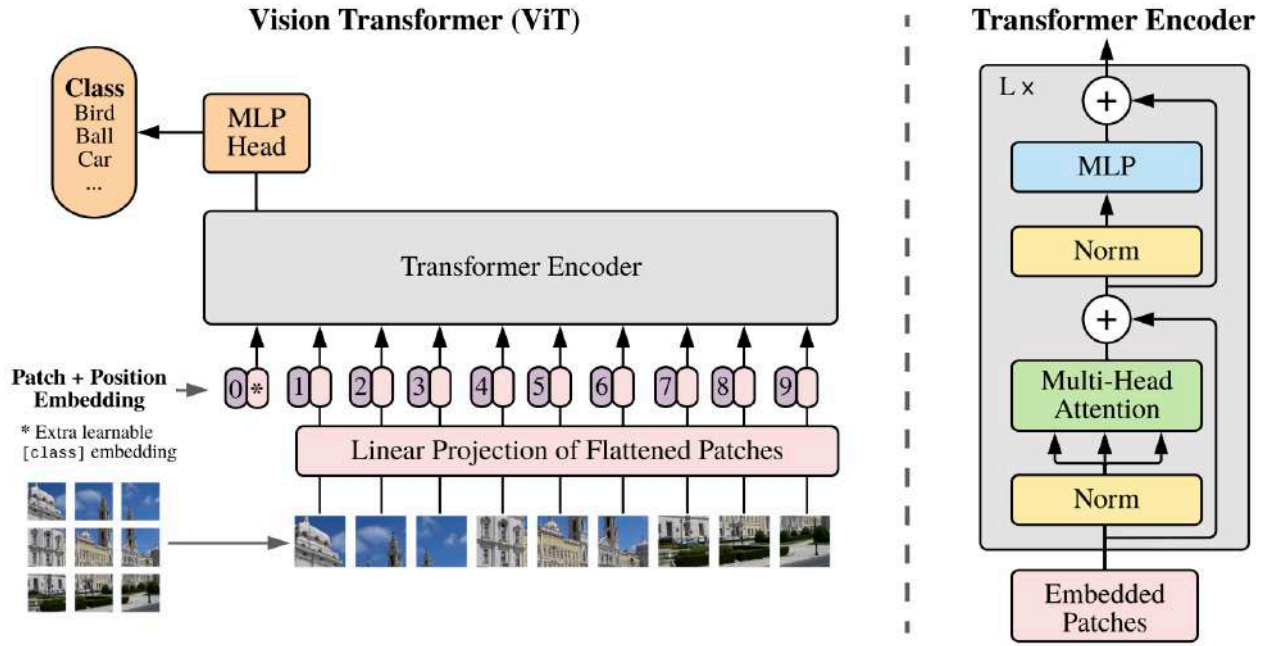 Vision Transformer (ViT)
Class
Bird
Ball
Car
...
MLP
Head
Transformer Encoder
Patch + Position
Embedding
* Extra learnable
[class] embedding
0 *
1
2
3
4
5
6
7
8
9
Linear Projection of Flattened Patches
Transformer Encoder
L ×
+
MLP
Norm
+
Multi-Head
Attention
Norm
Embedded
Patches